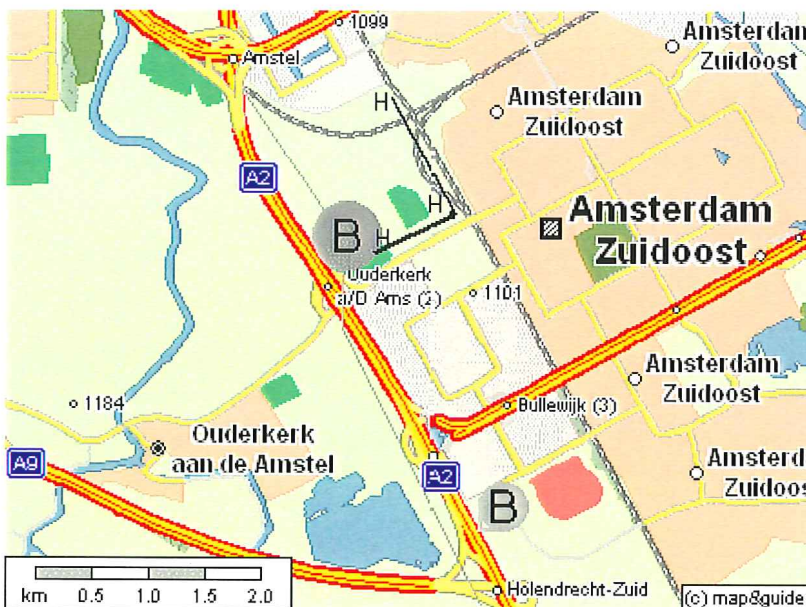 1099
Amstel
Amsterdam
Zuidoost
Amsterdam
Zuidoost
H
A2
H
B
H
Amsterdam
Zuidoost
Ouderkerk
a/D Ams (2)
1101
Amsterdam
Zuidoost
1184
Bullewijk (3)
Ouderkerk
aan de Amstel
A9
A2
Amsterd
Zuidoos
B
km 0.5 1.0 1.5 2.0
Holendrecht-Zuid
(c) map&guide